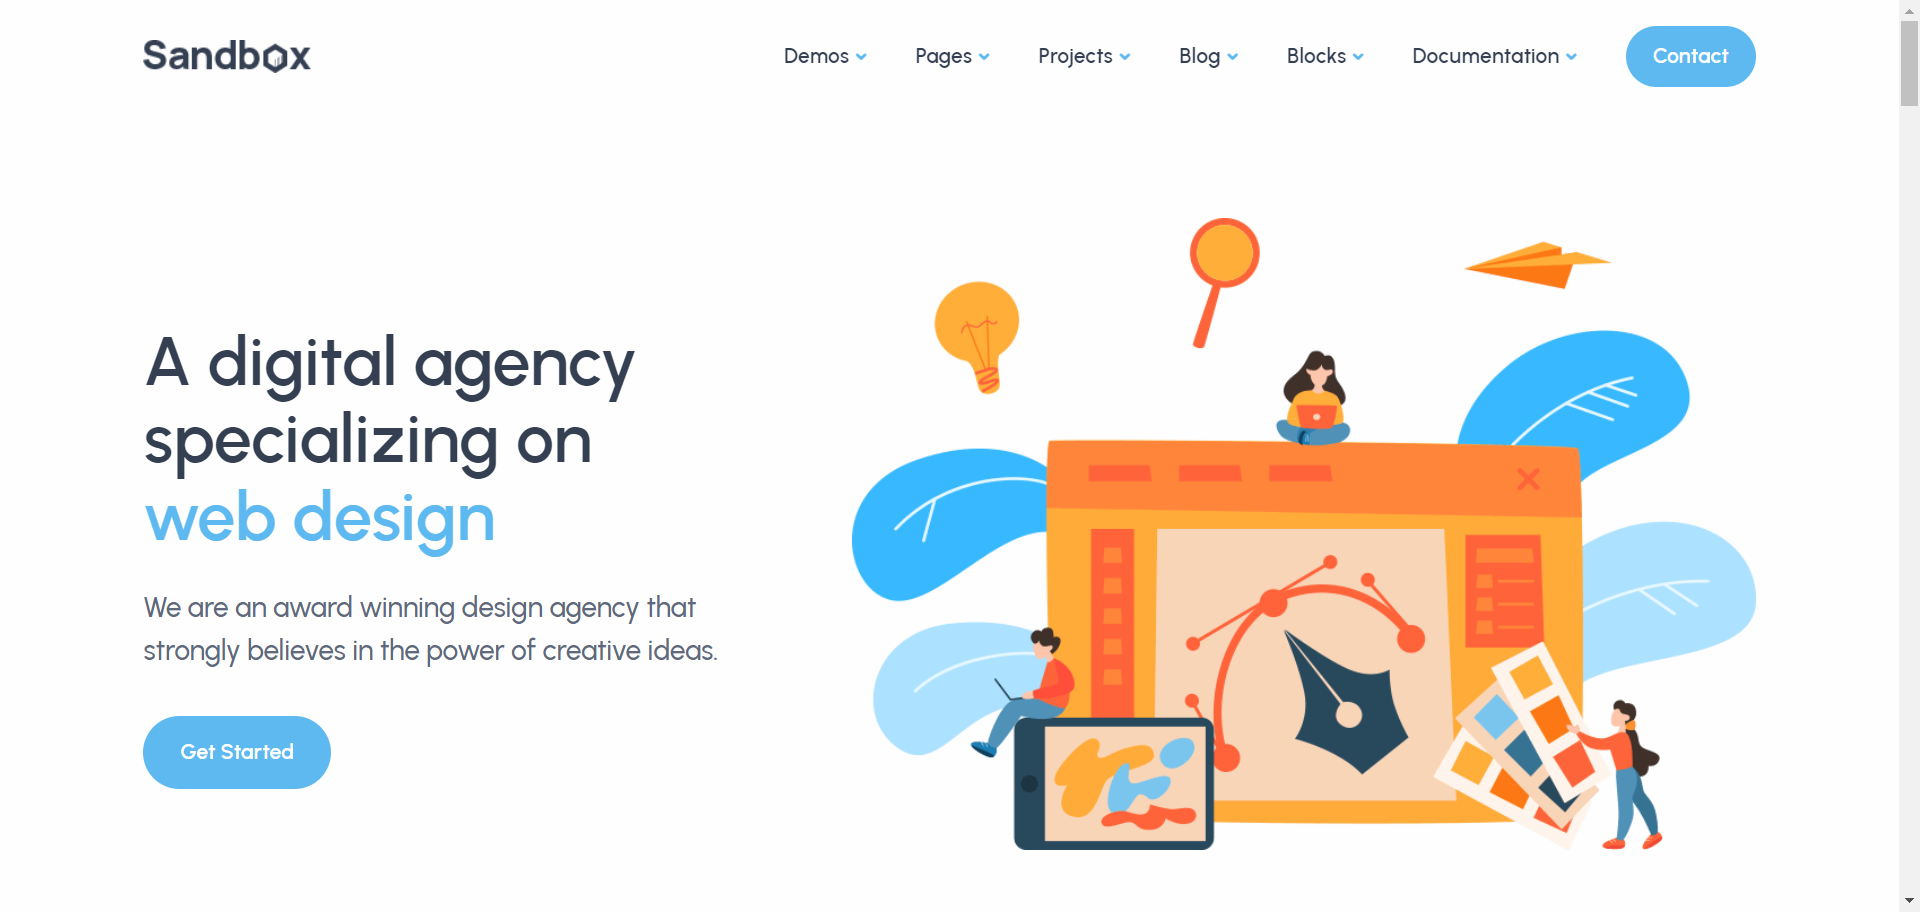 Sandbox
Demos Pages Projects Blog Blocks Documentation Contact
A digital agency
specializing on
web design
We are an award winning design agency that
strongly believes in the power of creative ideas.
Get Started